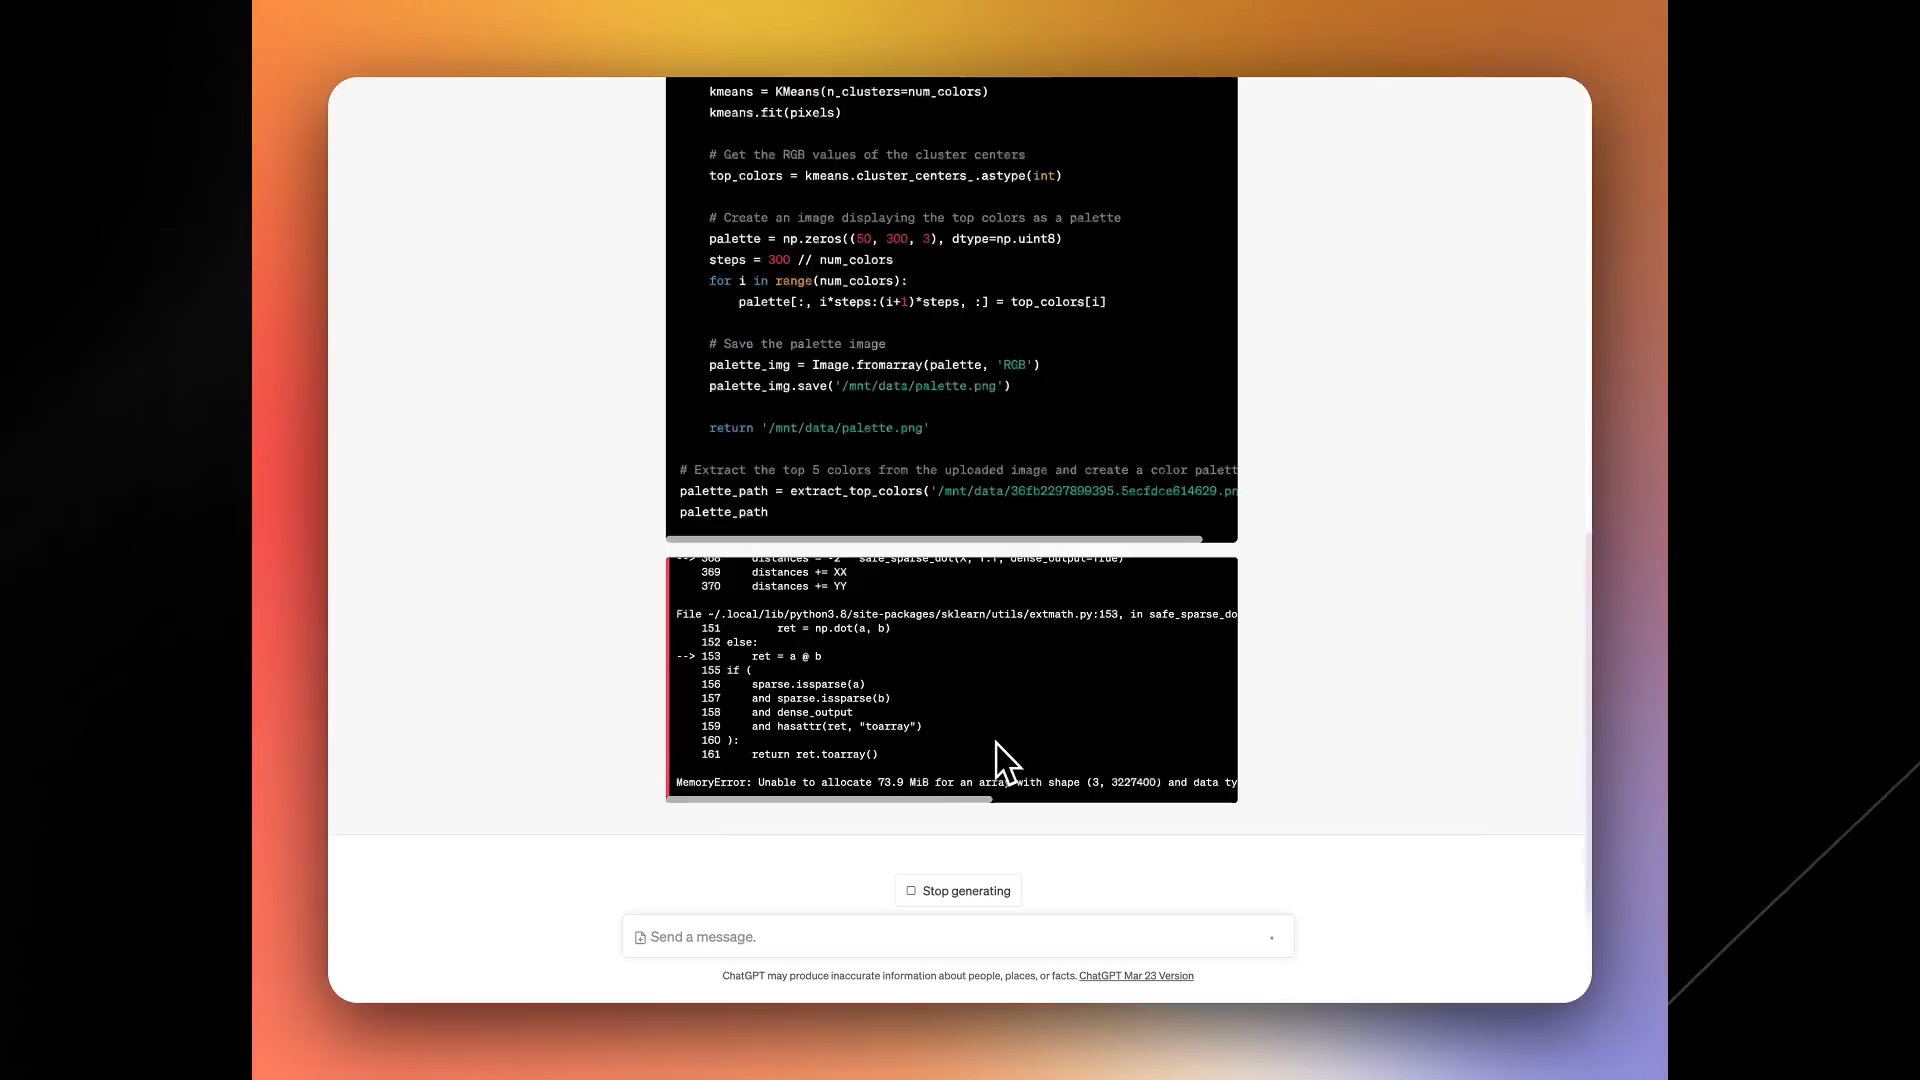 kmeans = KMeans(n_clusters=num_colors)
kmeans.fit(pixels)
# Get the RGB values of the cluster centers
top_colors = kmeans.cluster_centers_.astype(int)
# Create an image displaying the top colors as a palette
palette = np.zeros((50, 300, 3), dtype=np.uint8)
steps = 300 // num_colors
for i in range(num_colors):
palette[:, i*steps:(i+1)*steps, :] = top_colors[i]
# Save the palette image
palette_img = Image.fromarray(palette, 'RGB')
palette_img.save('/mnt/data/palette.png')
return '/mnt/data/palette.png'
# Extract the top 5 colors from the uploaded image and create a color palett
palette_path = extract_top_colors('/mnt/data/36fb2297899395.5ecfdce614629.pn
palette_path
--> 368 distances = -2 safe_sparse_dot(X, Y.T, dense_output=True)
369 distances += XX
370 distances += YY
File ~/.local/lib/python3.8/site-packages/sklearn/utils/extmath.py:153, in safe_sparse_do
151 ret = np.dot(a, b)
152 else:
--> 153 ret = a @ b
155 if (
156 sparse.issparse(a)
157 and sparse.issparse(b)
158 and dense_output
159 and hasattr(ret, "toarray")
160 ):
161 return ret.toarray()
MemoryError: Unable to allocate 73.9 MiB for an array with shape (3, 3227400) and data ty
Stop generating
Send a message.
ChatGPT may produce inaccurate information about people, places, or facts. ChatGPT Mar 23 Version